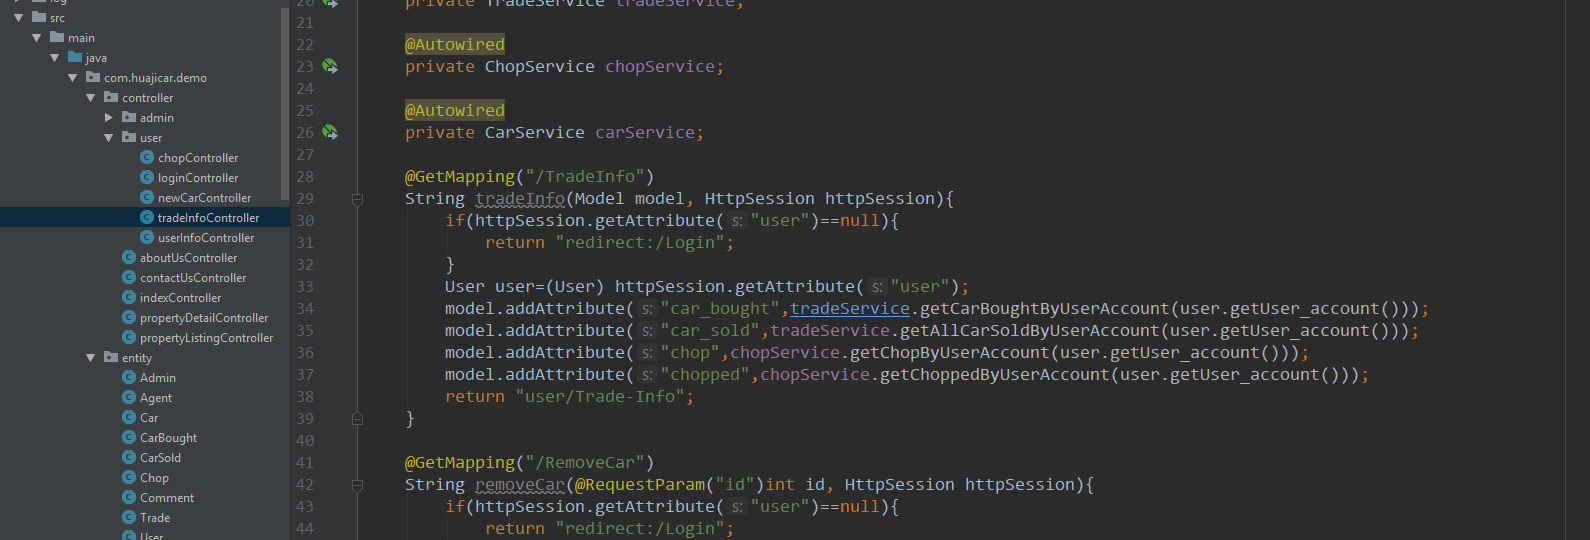 log
src
main
java
com.huajicar.demo
controller
admin
user
chopController
loginController
newCarController
tradeInfoController
userInfoController
aboutUsController
contactUsController
indexController
propertyDetailController
propertyListingController
entity
Admin
Agent
Car
CarBought
CarSold
Chop
Comment
Trade
User
20 private TradeService tradeService;
21
22 @Autowired
23 private ChopService chopService;
24
25 @Autowired
26 private CarService carService;
27
28 @GetMapping("/TradeInfo")
29 String tradeInfo(Model model, HttpSession httpSession){
30 if(httpSession.getAttribute( s: "user")==null){
31 return "redirect:/Login";
32 }
33 User user=(User) httpSession.getAttribute( s: "user");
34 model.addAttribute( s: "car_bought",tradeService.getCarBoughtByUserAccount(user.getUser_account()));
35 model.addAttribute( s: "car_sold",tradeService.getAllCarSoldByUserAccount(user.getUser_account()));
36 model.addAttribute( s: "chop",chopService.getChopByUserAccount(user.getUser_account()));
37 model.addAttribute( s: "chopped",chopService.getChoppedByUserAccount(user.getUser_account()));
38 return "user/Trade-Info";
39 }
40
41 @GetMapping("/RemoveCar")
42 String removeCar(@RequestParam("id")int id, HttpSession httpSession){
43 if(httpSession.getAttribute( s: "user")==null){
44 return "redirect:/Login";